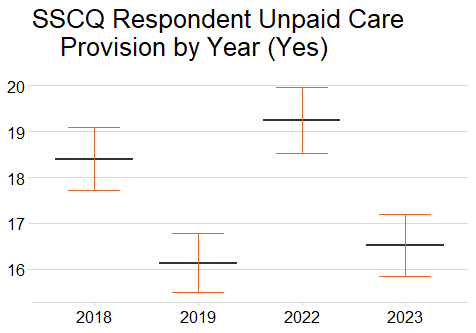 SSCQ Respondent Unpaid Care
Provision by Year (Yes)
20
19
18
17
16
2018 2019 2022 2023